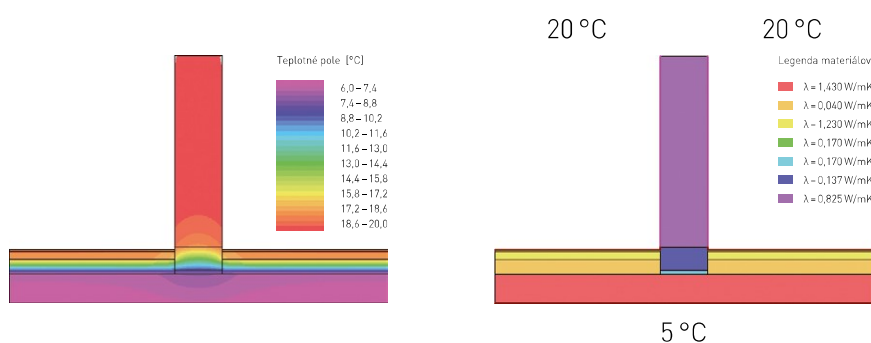 20 °C 20 °C
Teplotné pole [°C]
6,0 – 7,4
7,4 – 8,8
8,8 – 10,2
10,2 – 11,6
11,6 – 13,0
13,0 – 14,4
14,4 – 15,8
15,8 – 17,2
17,2 – 18,6
18,6 – 20,0
Legenda materiálov
λ = 1,430 W/mK
λ = 0,040 W/mK
λ – 1,230 W/mK
λ = 0,170 W/mK
λ = 0,170 W/mK
λ – 0,137 W/mK
λ = 0,825 W/mK
5 °C